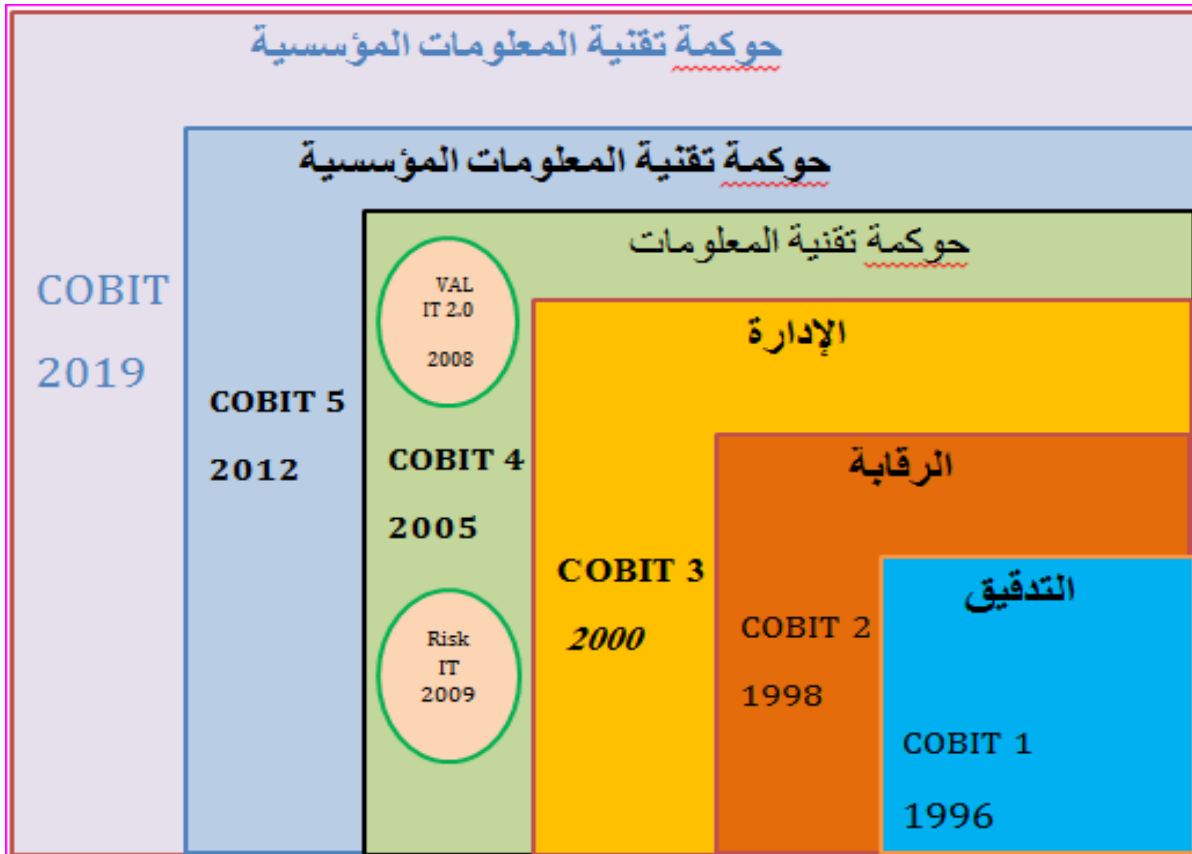 حوكمة تقنية المعلومات المؤسسية
COBIT
2019
حوكمة تقنية المعلومات المؤسسية
COBIT 5
2012
حوكمة تقنية المعلومات
VAL
IT 2.0
2008
COBIT 4
2005
Risk
IT
2009
الإدارة
COBIT 3
2000
الرقابة
COBIT 2
1998
التدقيق
COBIT 1
1996